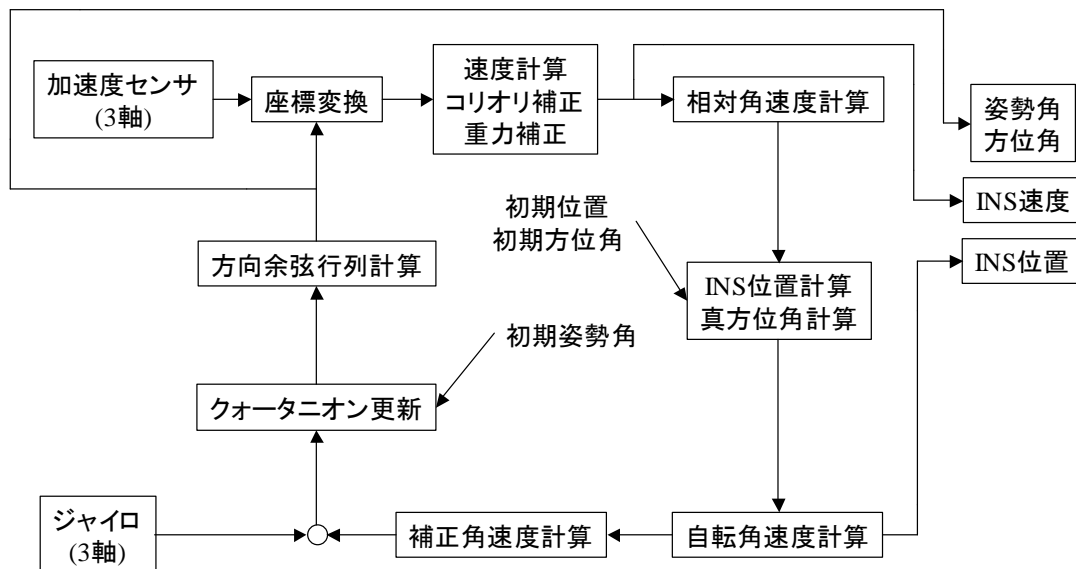 加速度センサ
(3軸)
座標変換
速度計算
コリオリ補正
重力補正
相対角速度計算
姿勢角
方位角
INS速度
INS位置
初期位置
初期方位角
方向余弦行列計算
INS位置計算
真方位角計算
初期姿勢角
クォータニオン更新
ジャイロ
(3軸)
補正角速度計算
自転角速度計算